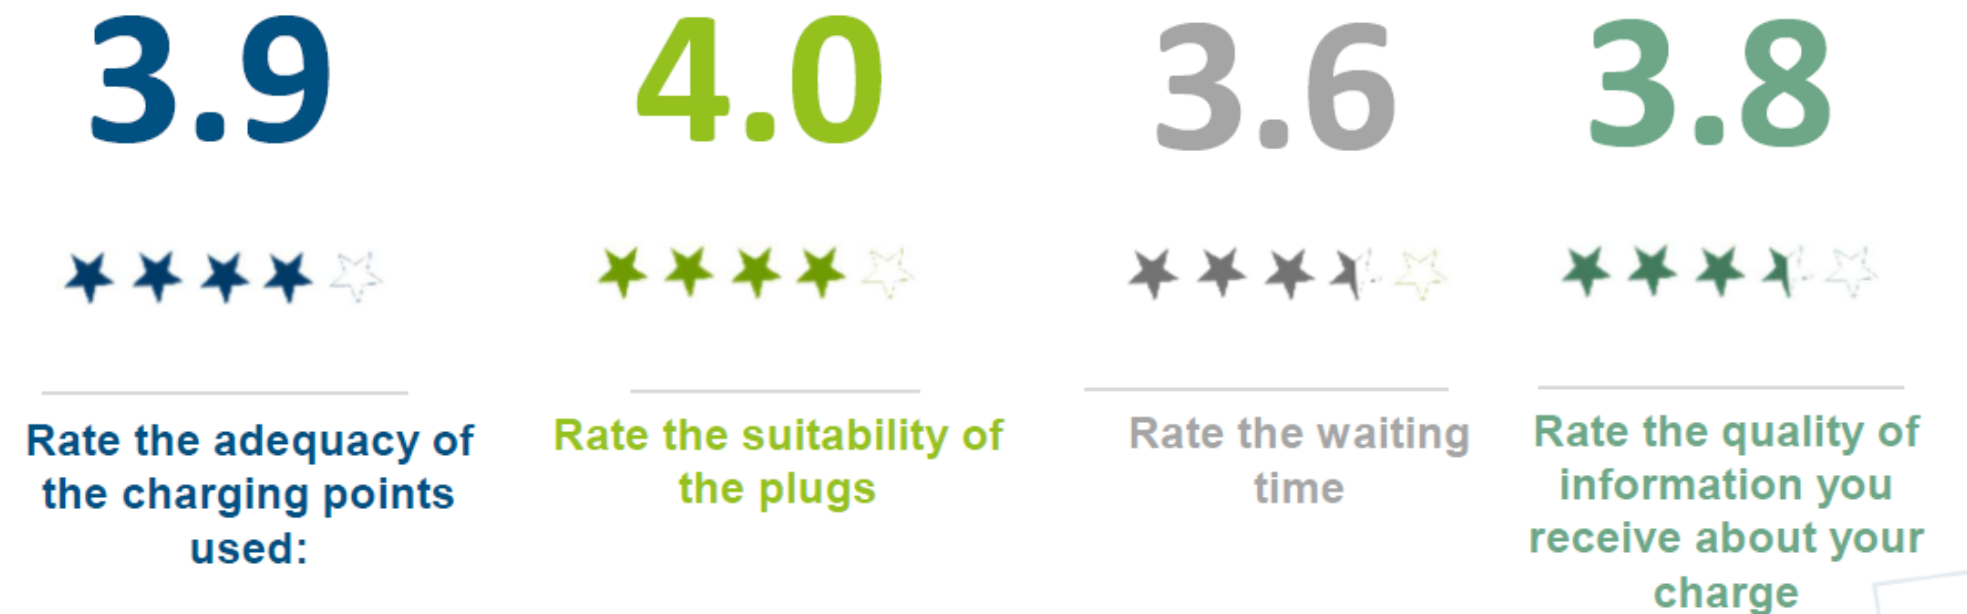 3.9
4.0
3.6
3.8
Rate the adequacy of
the charging points
used:
Rate the suitability of
the plugs
Rate the waiting
time
Rate the quality of
information you
receive about your
charge